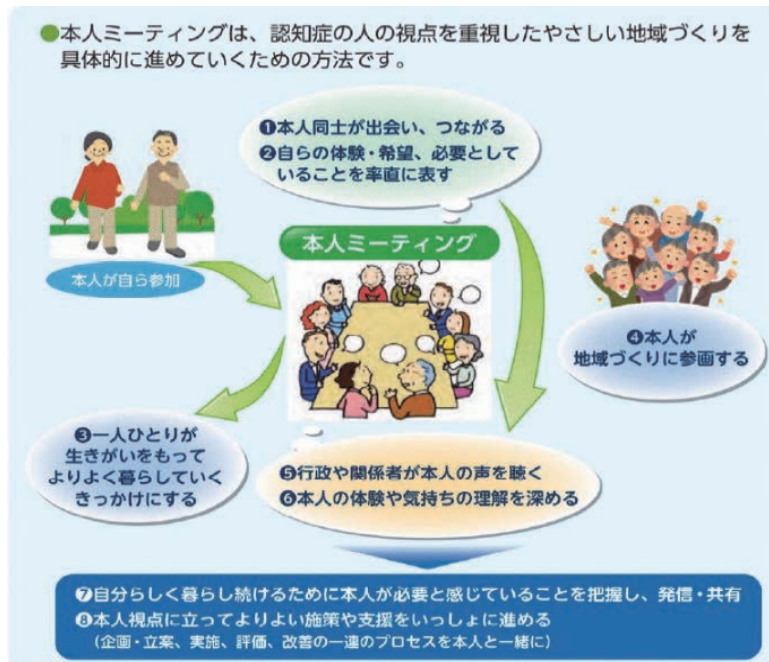 ●本人ミーティングは、認知症の人の視点を重視したやさしい地域づくりを
具体的に進めていくための方法です。
❶本人同士が出会い、つながる
❷自らの体験・希望、必要として
いることを率直に表す
本人ミーティング
本人が自ら参加
❹本人が
地域づくりに参画する
❸一人ひとりが
生きがいをもって
よりよく暮らしていく
きっかけにする
❺行政や関係者が本人の声を聴く
❻本人の体験や気持ちの理解を深める
❼自分らしく暮らし続けるために本人が必要と感じていることを把握し、発信・共有
❽本人視点に立ってよりよい施策や支援をいっしょに進める
(企画・立案、実施、評価、改善の一連のプロセスを本人と一緒に)